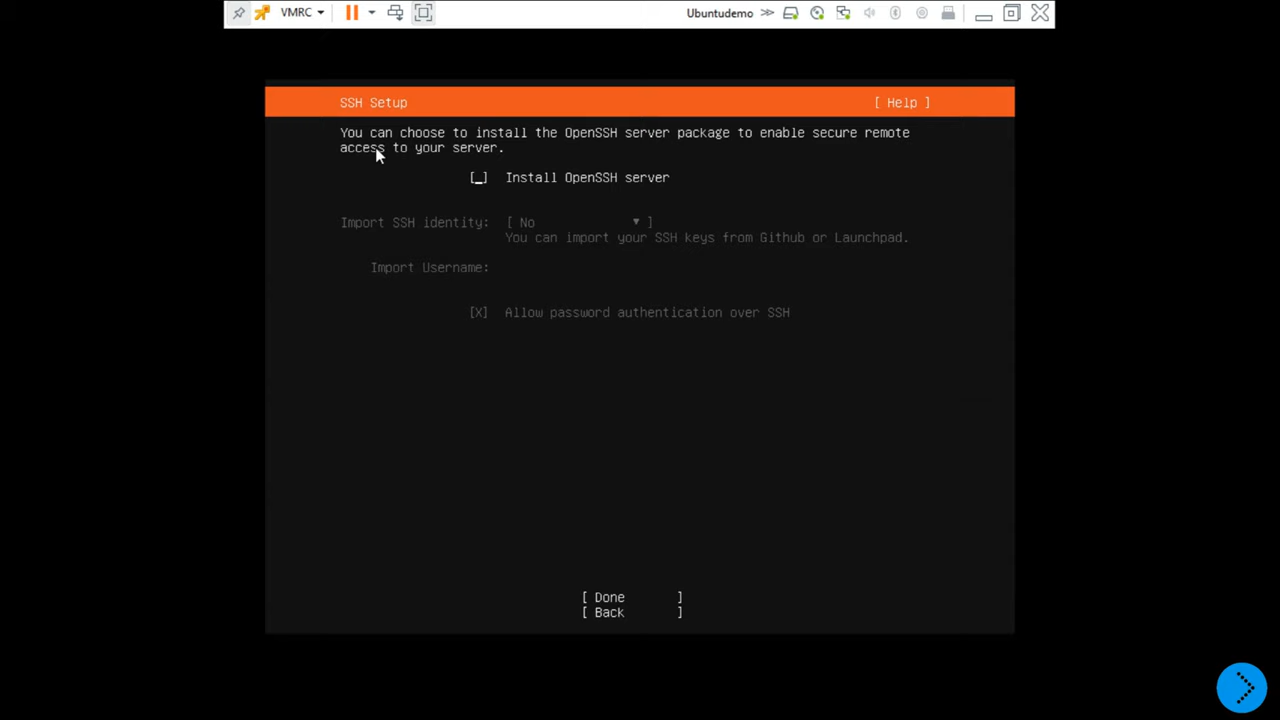 VMRC
Ubuntudemo
SSH Setup [ Help ]
You can choose to install the OpenSSH server package to enable secure remote
access to your server.
[_] Install OpenSSH server
Import SSH identity: [ No ▾ ]
You can import your SSH keys from Github or Launchpad.
Import Username:
[X] Allow password authentication over SSH
[ Done ]
[ Back ]